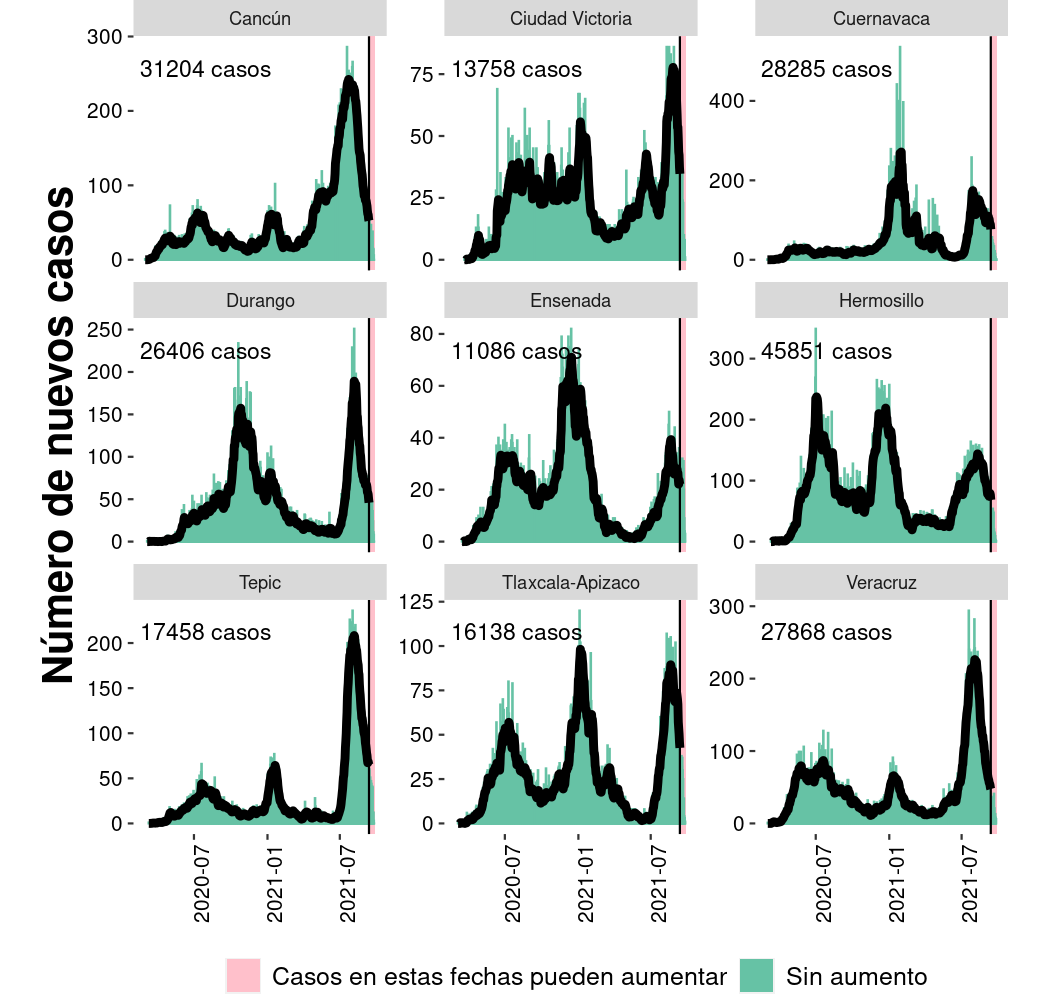 Número de nuevos casos
Cancún
31204 casos
300
200
100
0
Ciudad Victoria
13758 casos
75
50
25
0
Cuernavaca
28285 casos
400
200
0
Durango
26406 casos
250
200
150
100
50
0
Ensenada
11086 casos
80
60
40
20
0
Hermosillo
45851 casos
300
200
100
0
Tepic
17458 casos
200
150
100
50
0
2020-07
2021-01
2021-07
Tlaxcala-Apizaco
16138 casos
125
100
75
50
25
0
2020-07
2021-01
2021-07
Veracruz
27868 casos
300
200
100
0
2020-07
2021-01
2021-07
Casos en estas fechas pueden aumentar
Sin aumento